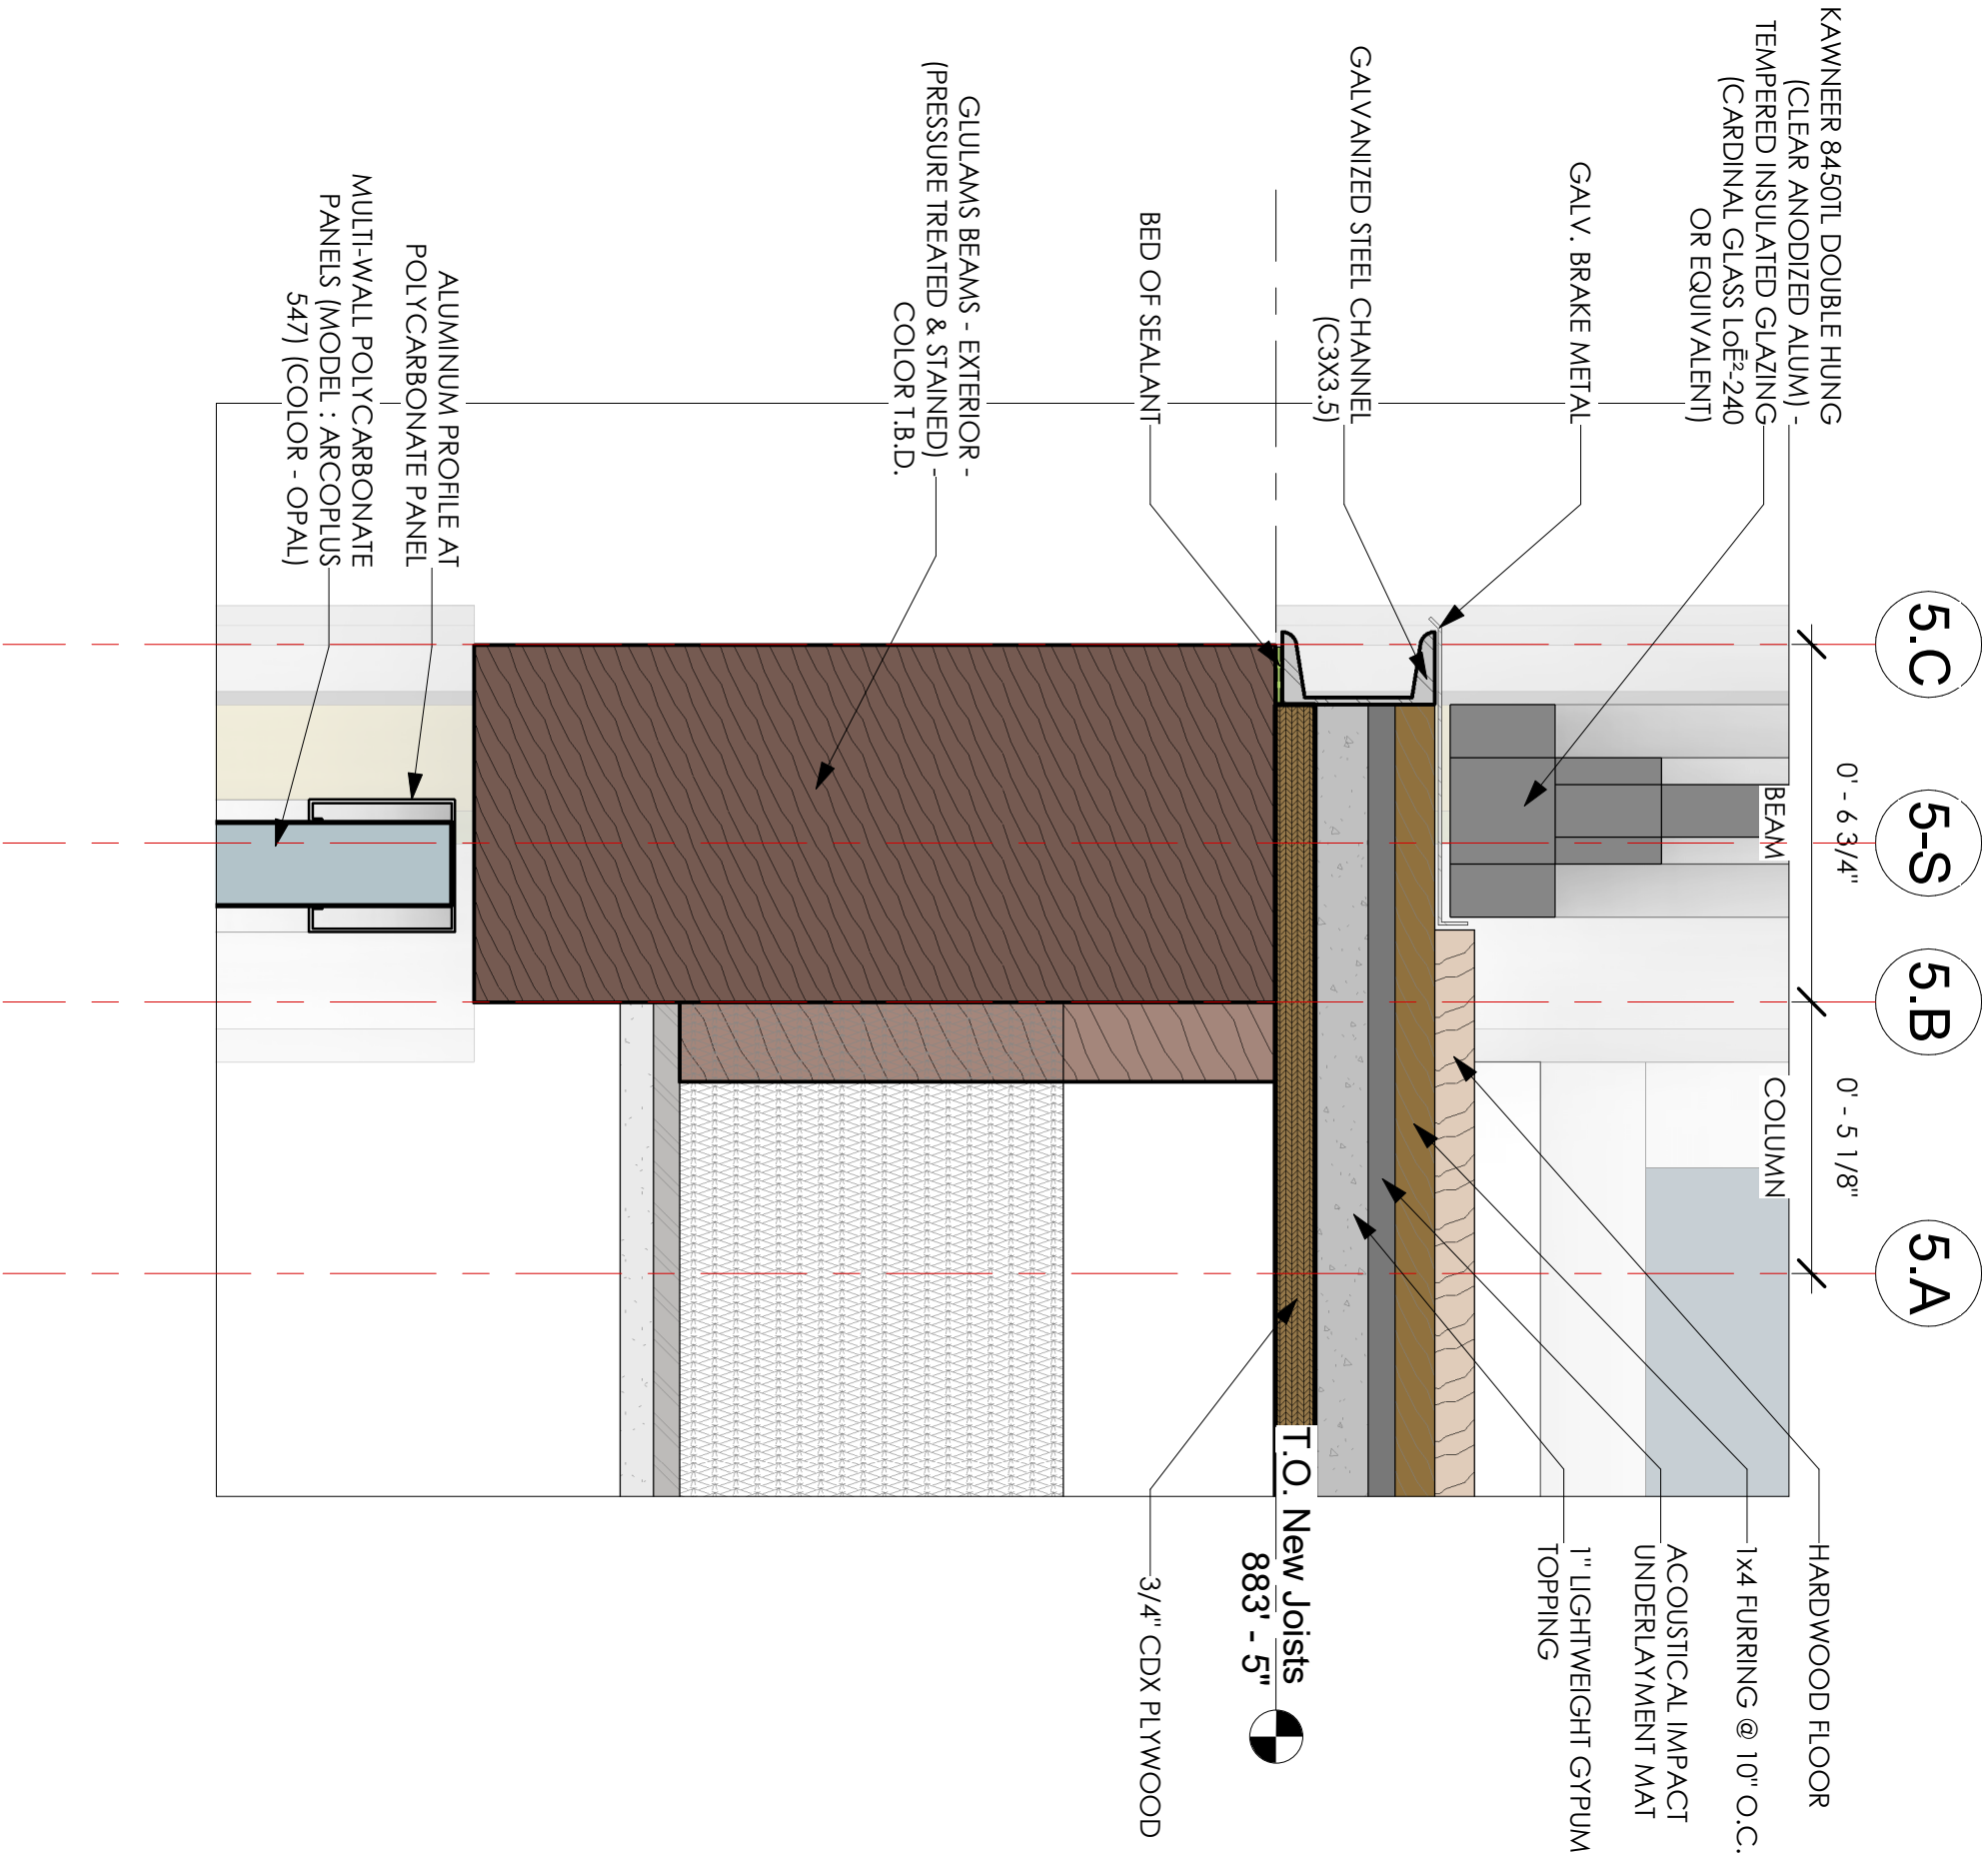 5.C
5-S
5.B
5.A
0' - 6 3/4"
0' - 5 1/8"
BEAM
COLUMN
KAWNEER 8450TL DOUBLE HUNG
(CLEAR ANODIZED ALUM) -
TEMPERED INSULATED GLAZING
(CARDINAL GLASS LoĒ²-240
OR EQUIVALENT)
GALV. BRAKE METAL
GALVANIZED STEEL CHANNEL
(C3X3.5)
BED OF SEALANT
GLULAMS BEAMS - EXTERIOR -
(PRESSURE TREATED & STAINED) -
COLOR T.B.D.
ALUMINUM PROFILE AT
POLYCARBONATE PANEL
MULTI-WALL POLYCARBONATE
PANELS (MODEL : ARCOPLUS
547) (COLOR - OPAL)
HARDWOOD FLOOR
1x4 FURRING @ 10" O.C.
ACOUSTICAL IMPACT
UNDERLAYMENT MAT
1" LIGHTWEIGHT GYPUM
TOPPING
T.O. New Joists
883' - 5"
3/4" CDX PLYWOOD